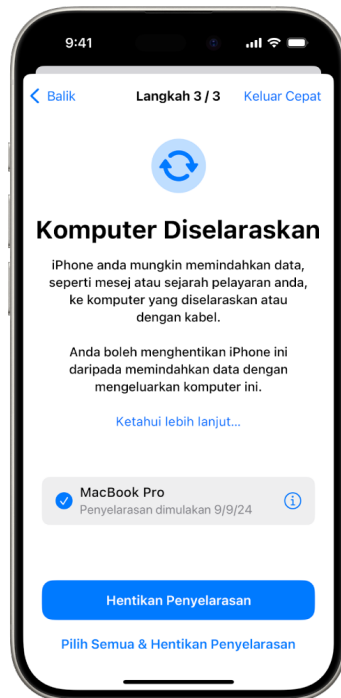 9:41
Balik
Langkah 3 / 3
Keluar Cepat
Komputer Diselaraskan
iPhone anda mungkin memindahkan data,
seperti mesej atau sejarah pelayaran anda,
ke komputer yang diselaraskan atau
dengan kabel.
Anda boleh menghentikan iPhone ini
daripada memindahkan data dengan
mengeluarkan komputer ini.
Ketahui lebih lanjut...
MacBook Pro
Penyelarasan dimulakan 9/9/24
Hentikan Penyelarasan
Pilih Semua & Hentikan Penyelarasan